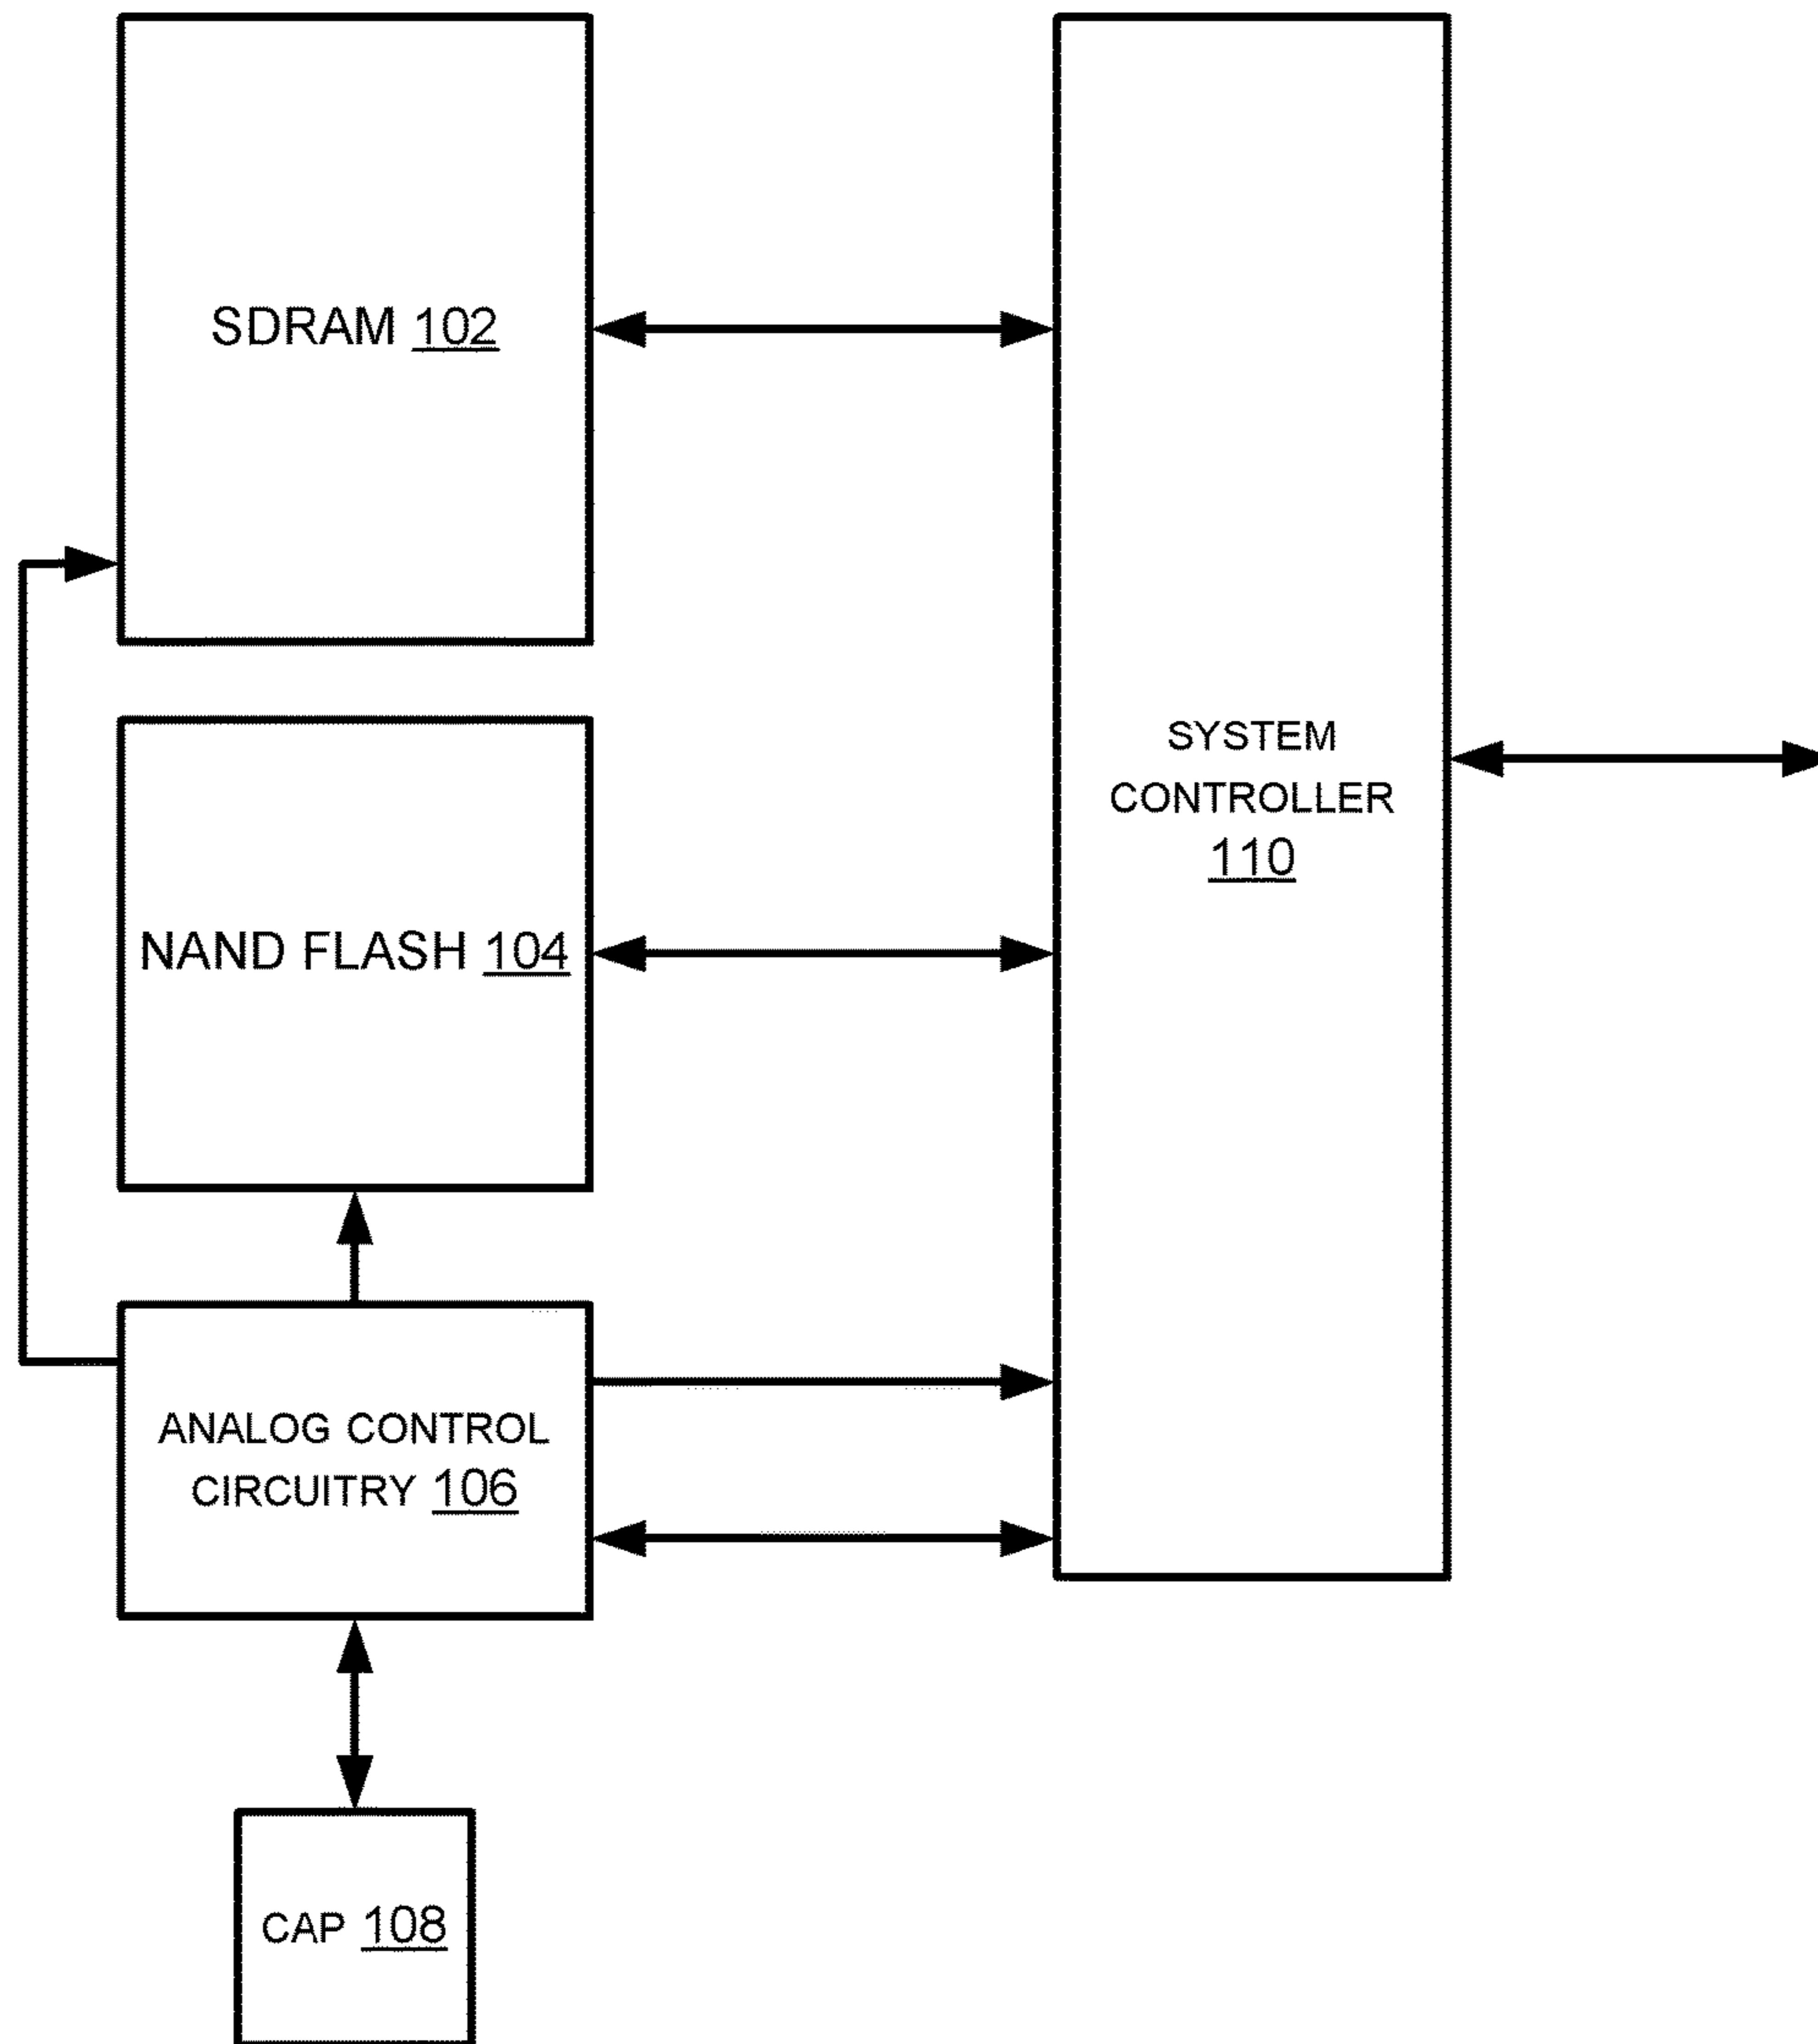 SDRAM 102
SYSTEM
CONTROLLER
110
NAND FLASH 104
ANALOG CONTROL
CIRCUITRY 106
CAP 108